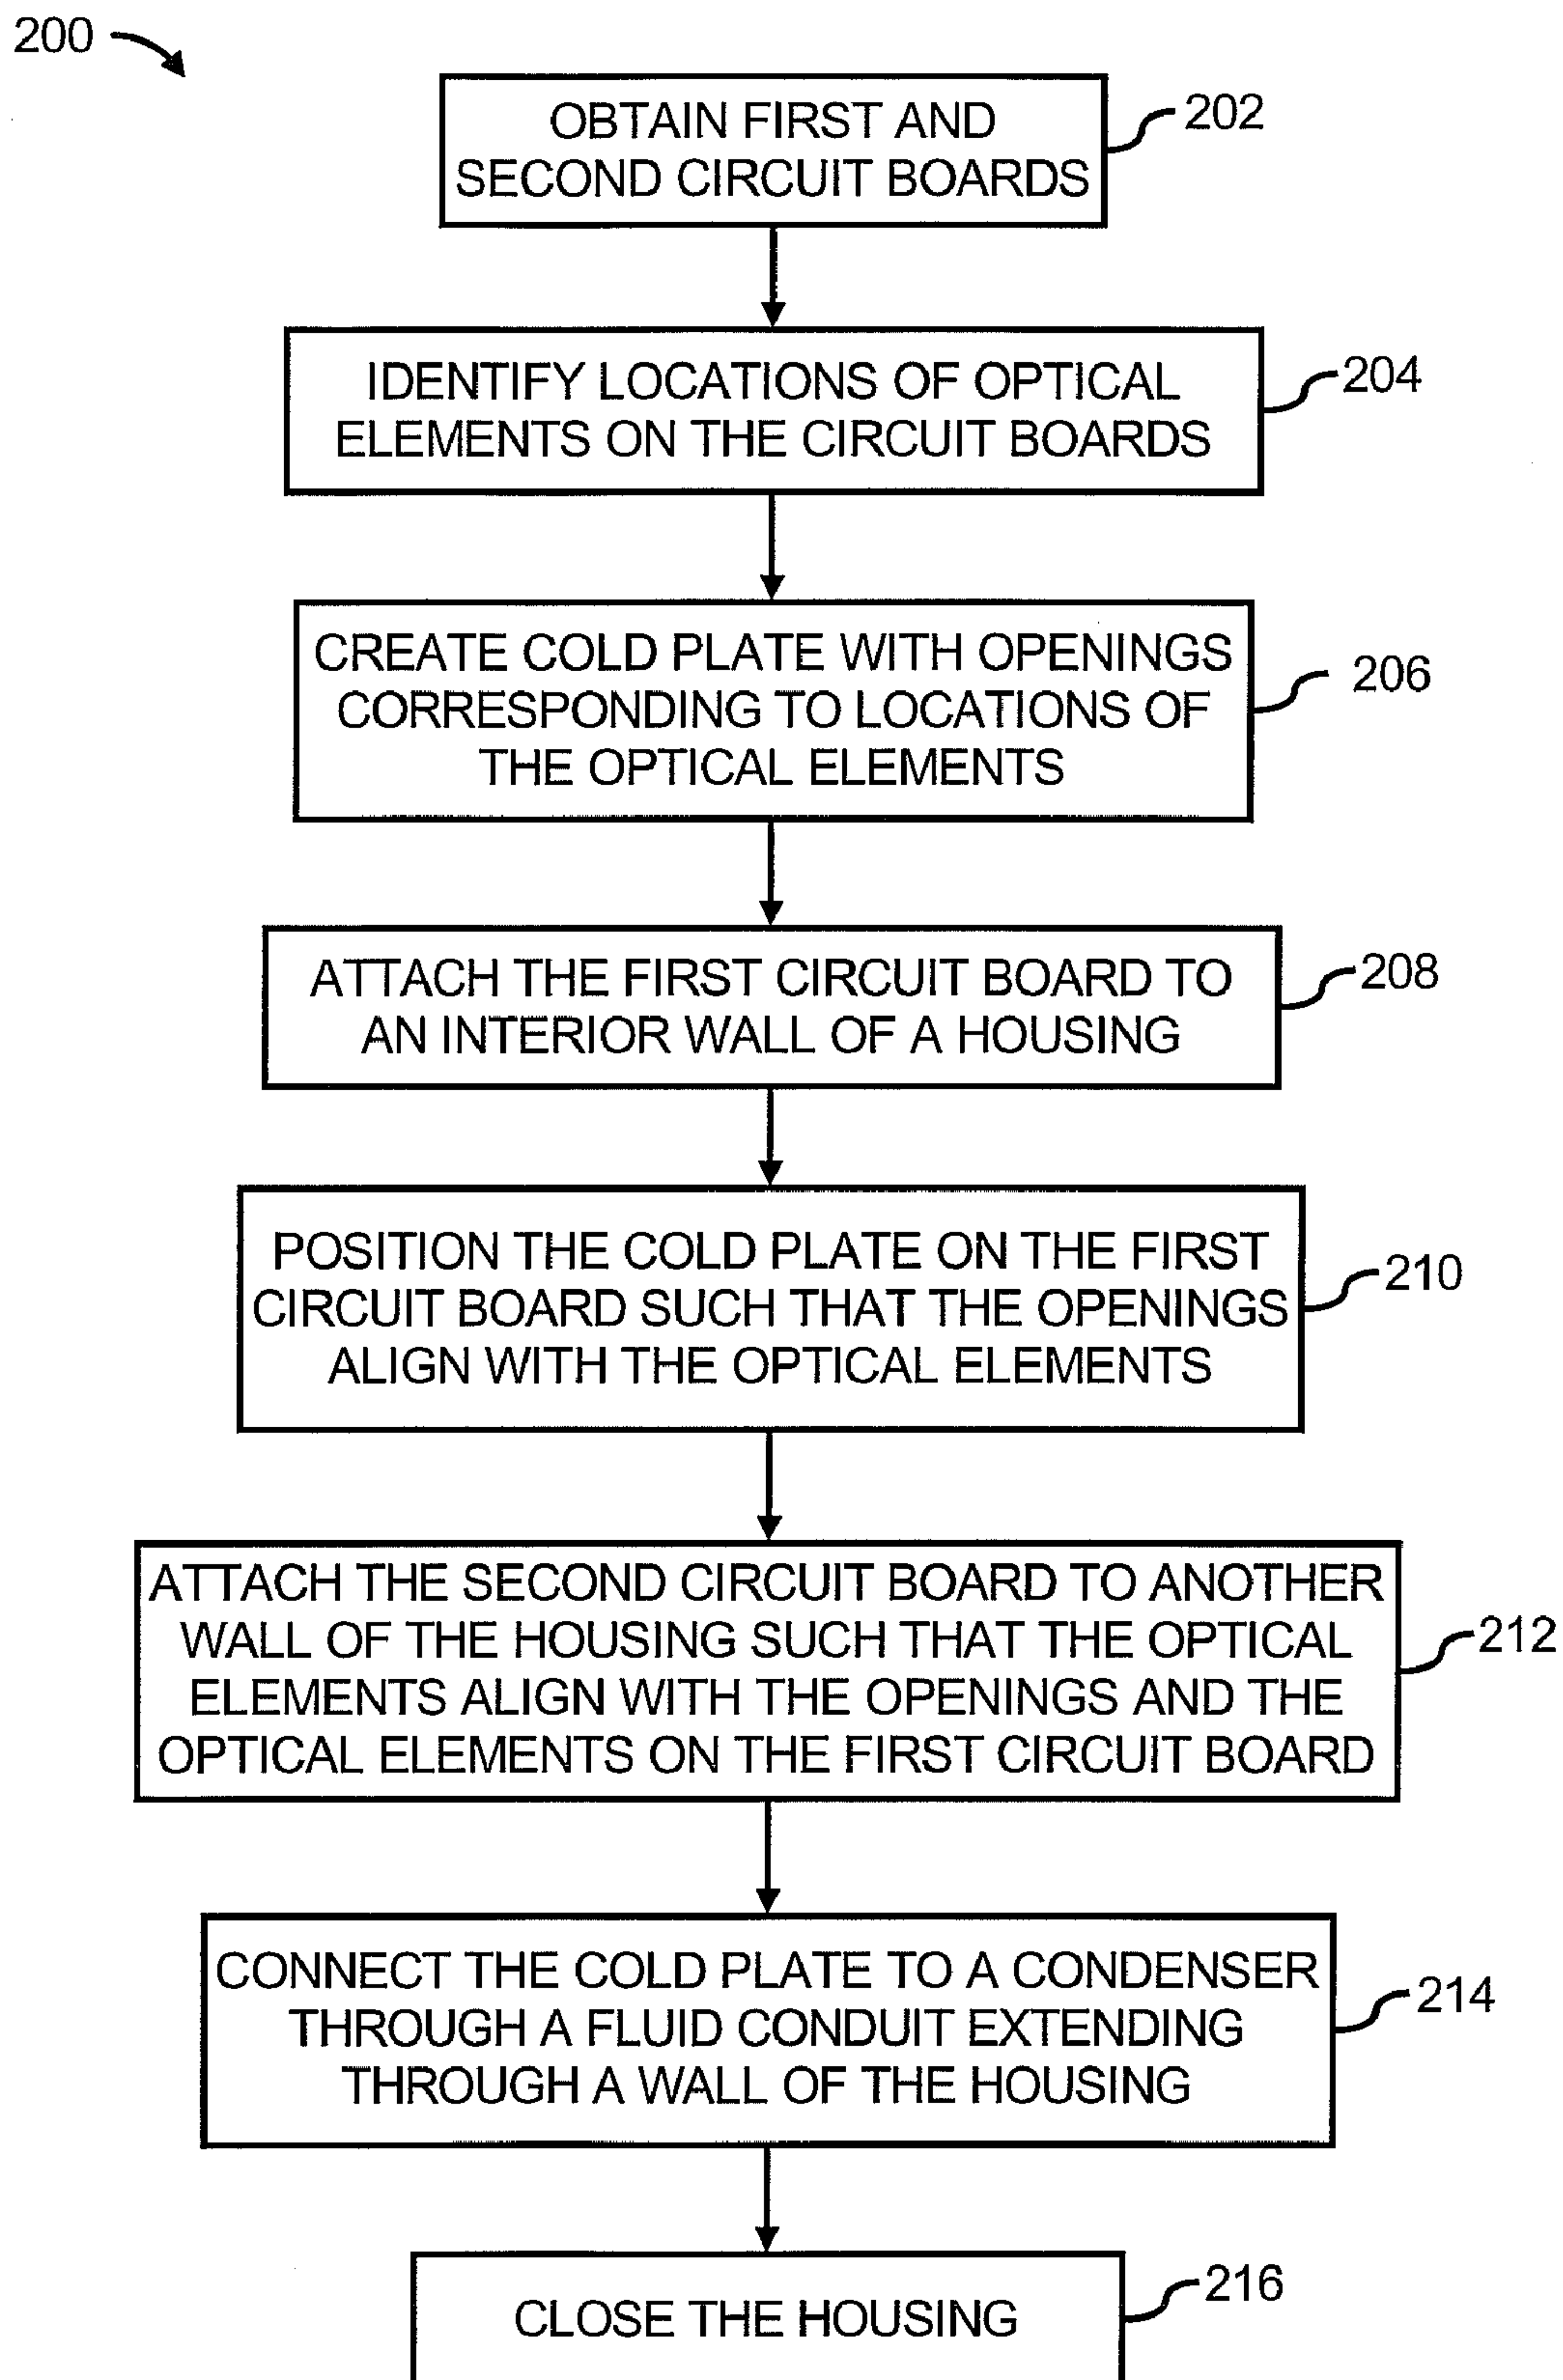 200
OBTAIN FIRST AND
SECOND CIRCUIT BOARDS
202
IDENTIFY LOCATIONS OF OPTICAL
ELEMENTS ON THE CIRCUIT BOARDS
204
CREATE COLD PLATE WITH OPENINGS
CORRESPONDING TO LOCATIONS OF
THE OPTICAL ELEMENTS
206
ATTACH THE FIRST CIRCUIT BOARD TO
AN INTERIOR WALL OF A HOUSING
208
POSITION THE COLD PLATE ON THE FIRST
CIRCUIT BOARD SUCH THAT THE OPENINGS
ALIGN WITH THE OPTICAL ELEMENTS
210
ATTACH THE SECOND CIRCUIT BOARD TO ANOTHER
WALL OF THE HOUSING SUCH THAT THE OPTICAL
ELEMENTS ALIGN WITH THE OPENINGS AND THE
OPTICAL ELEMENTS ON THE FIRST CIRCUIT BOARD
212
CONNECT THE COLD PLATE TO A CONDENSER
THROUGH A FLUID CONDUIT EXTENDING
THROUGH A WALL OF THE HOUSING
214
CLOSE THE HOUSING
216